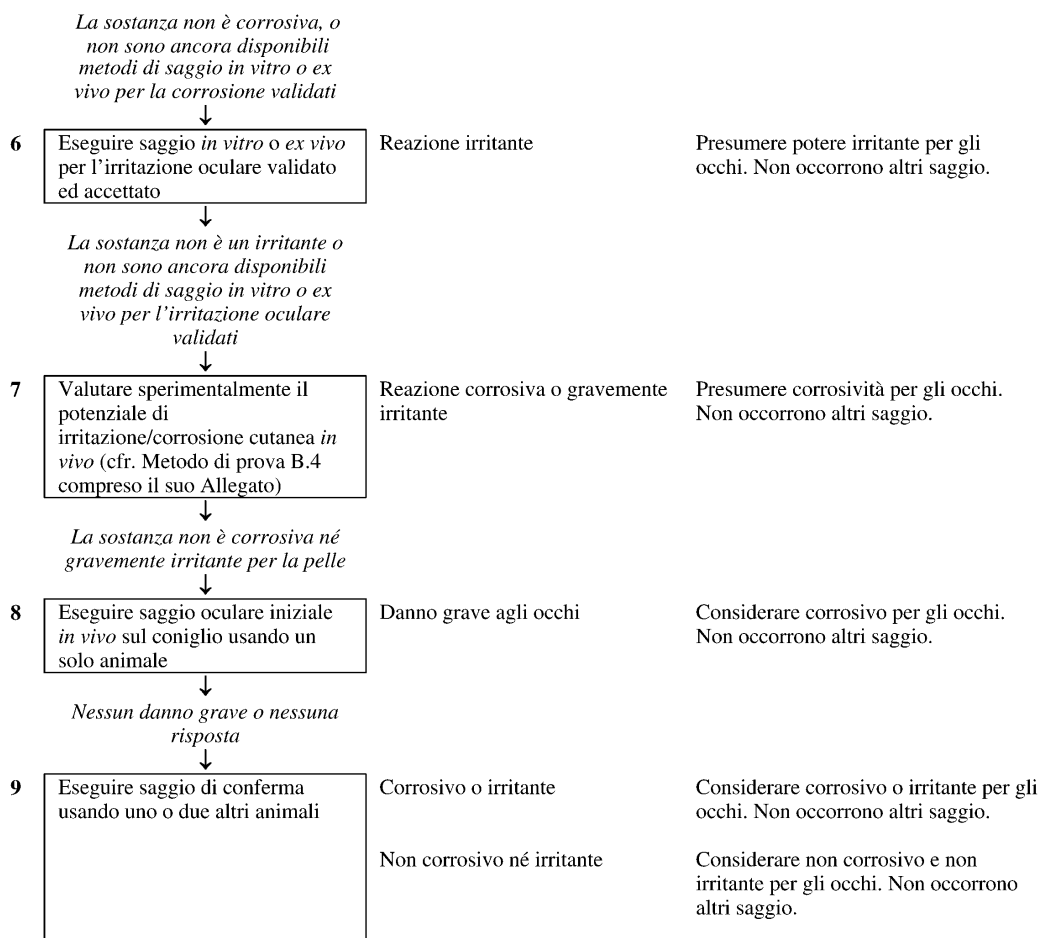 La sostanza non è corrosiva, o
non sono ancora disponibili
metodi di saggio in vitro o ex
vivo per la corrosione validati
↓
6 Eseguire saggio in vitro o ex vivo Reazione irritante Presumere potere irritante per gli
per l'irritazione oculare validato occhi. Non occorrono altri saggio.
ed accettato
↓
La sostanza non è un irritante o
non sono ancora disponibili
metodi di saggio in vitro o ex
vivo per l'irritazione oculare
validati
↓
7 Valutare sperimentalmente il Reazione corrosiva o gravemente Presumere corrosività per gli occhi.
potenziale di irritante Non occorrono altri saggio.
irritazione/corrosione cutanea in
vivo (cfr. Metodo di prova B.4
compreso il suo Allegato)
↓
La sostanza non è corrosiva né
gravemente irritante per la pelle
↓
8 Eseguire saggio oculare iniziale Danno grave agli occhi Considerare corrosivo per gli occhi.
in vivo sul coniglio usando un Non occorrono altri saggio.
solo animale
↓
Nessun danno grave o nessuna
risposta
↓
9 Eseguire saggio di conferma Corrosivo o irritante Considerare corrosivo o irritante per gli
usando uno o due altri animali occhi. Non occorrono altri saggio.
Non corrosivo né irritante Considerare non corrosivo e non
irritante per gli occhi. Non occorrono
altri saggio.